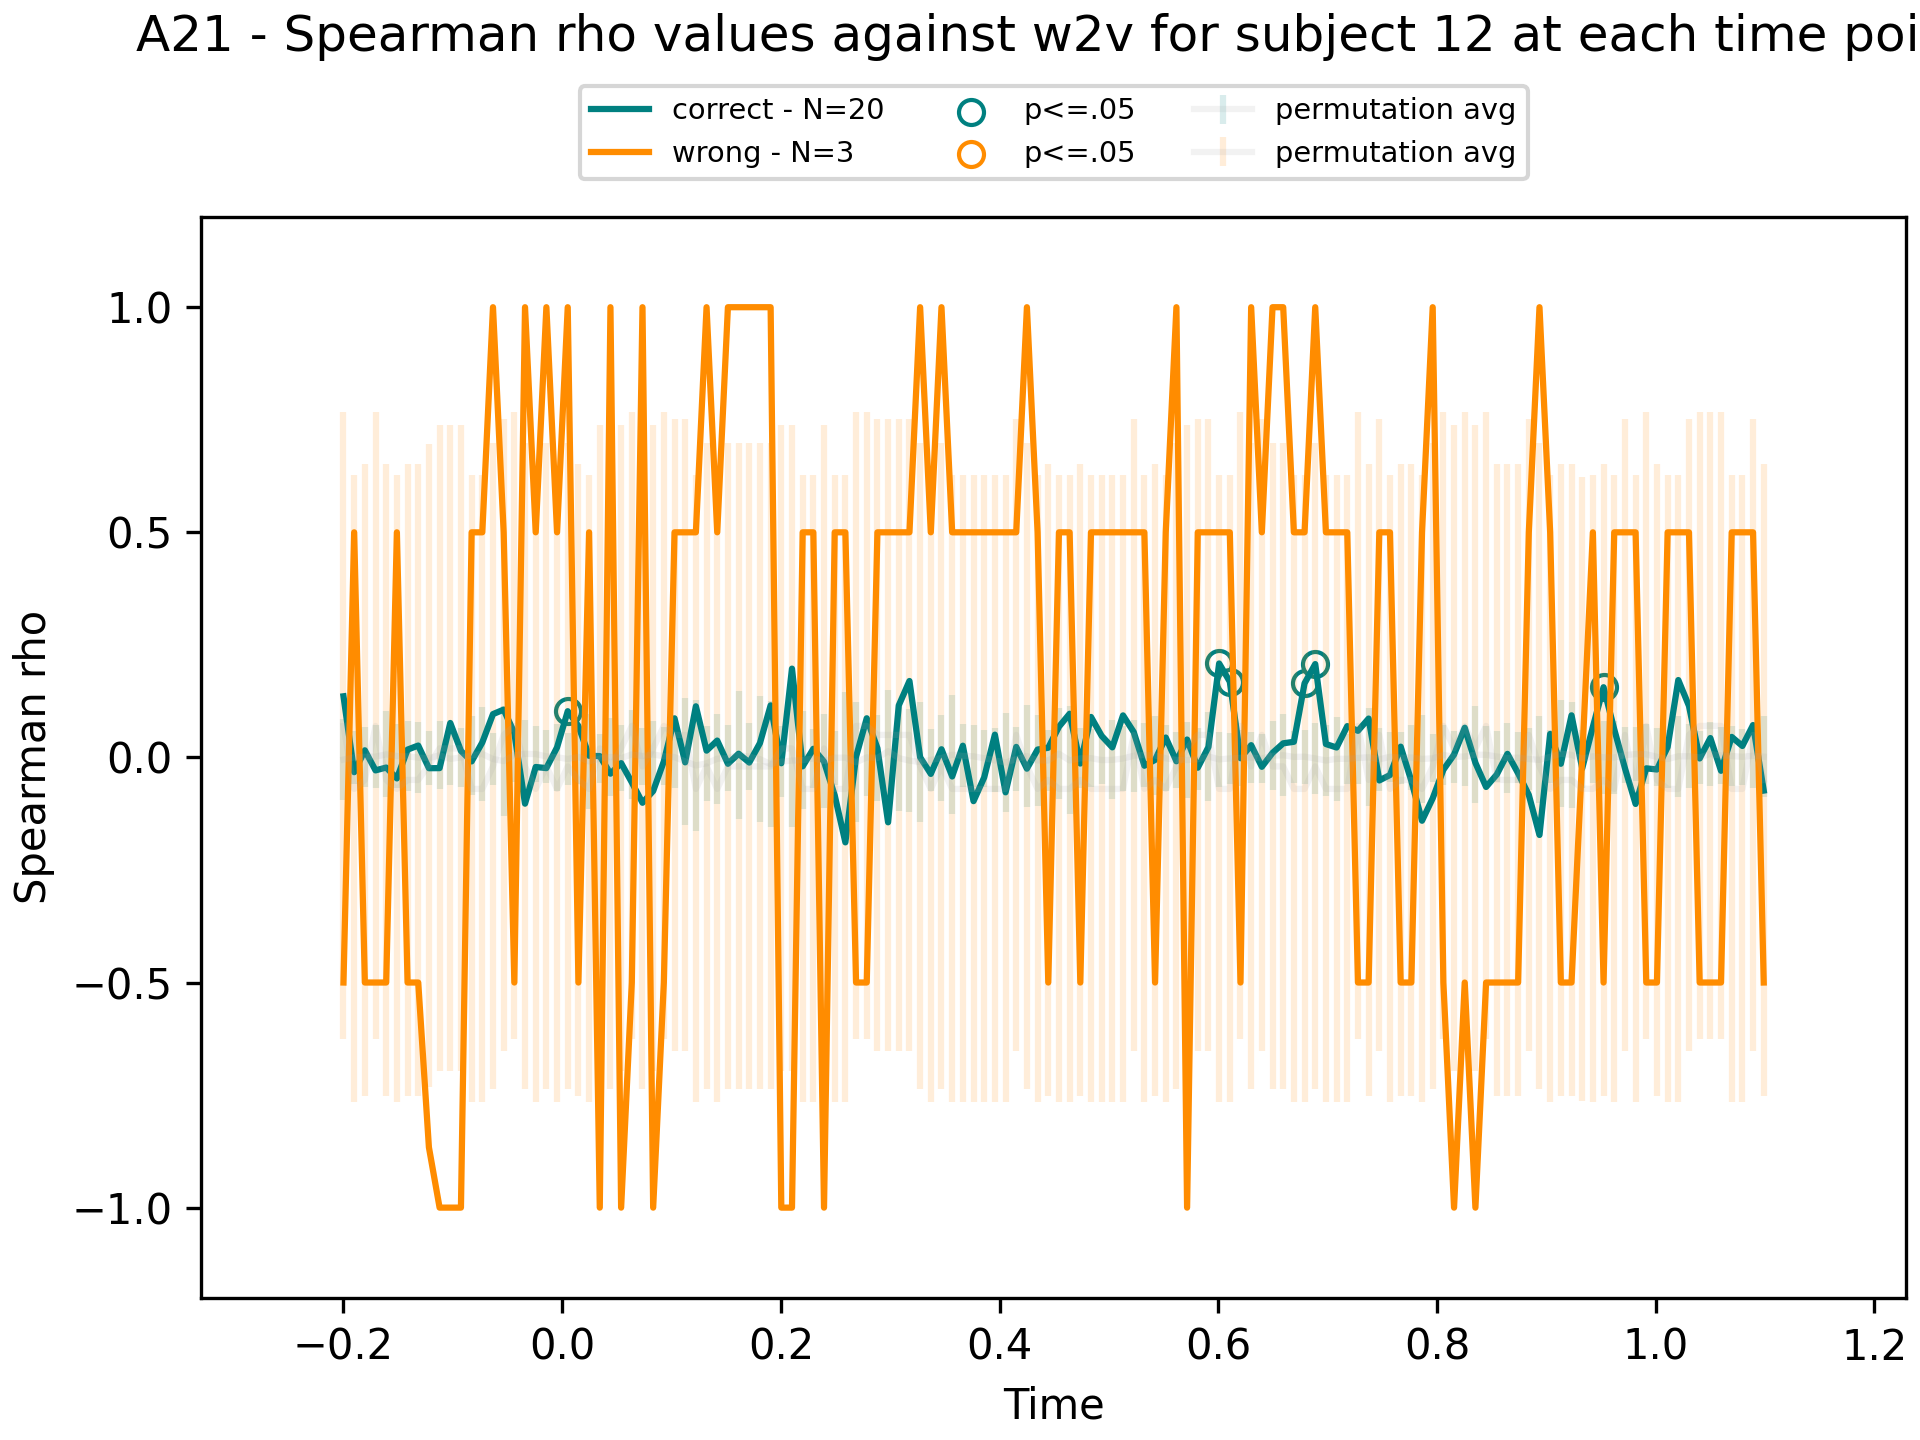 A21 - Spearman rho values against w2v for subject 12 at each time poi
correct - N=20
wrong - N=3
p<=.05
p<=.05
permutation avg
permutation avg
1.0
0.5
0.0
−0.5
−1.0
Spearman rho
−0.2 0.0 0.2 0.4 0.6 0.8 1.0 1.2
Time